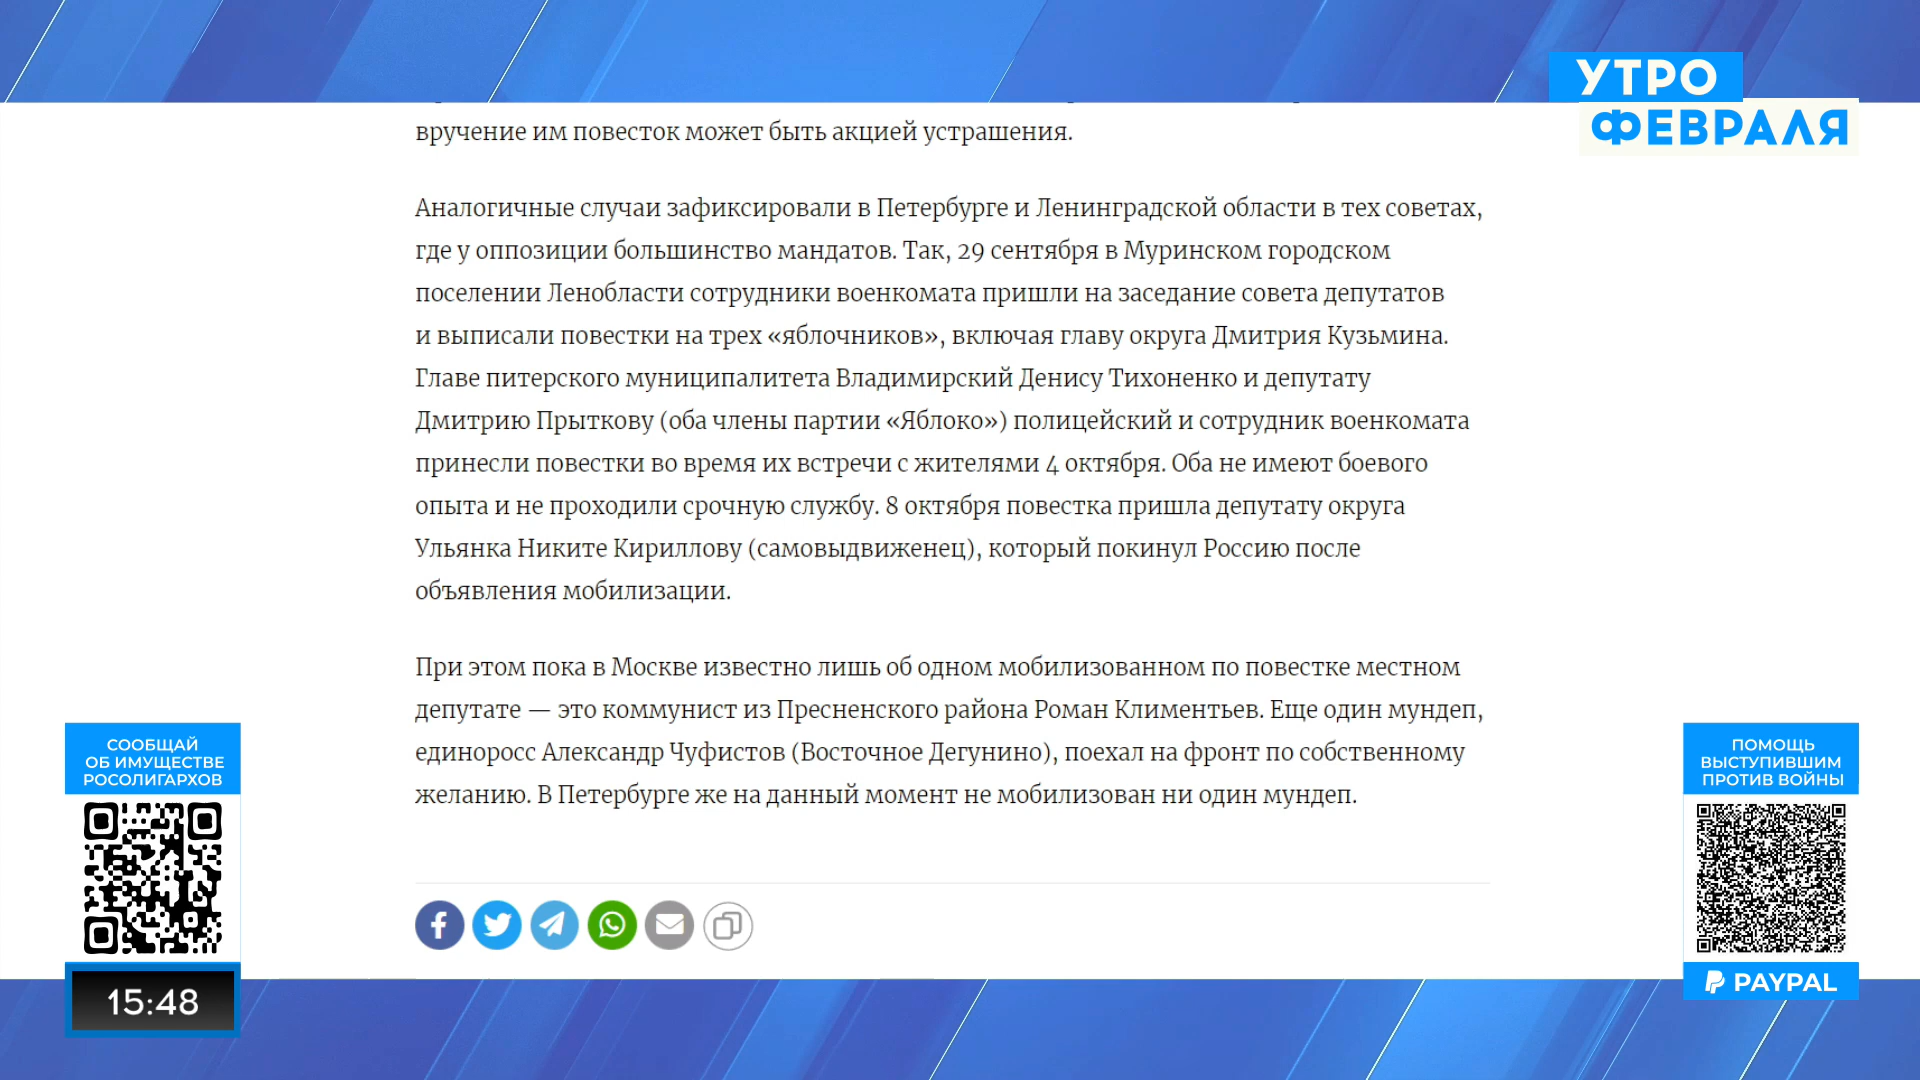 УТРО
ФЕВРАЛЯ
вручение им повесток может быть акцией устрашения.
Аналогичные случаи зафиксировали в Петербурге и Ленинградской области в тех советах,
где у оппозиции большинство мандатов. Так, 29 сентября в Муринском городском
поселении Ленобласти сотрудники военкомата пришли на заседание совета депутатов
и выписали повестки на трех «яблочников», включая главу округа Дмитрия Кузьмина.
Главе питерского муниципалитета Владимирский Денису Тихоненко и депутату
Дмитрию Прыткову (оба члены партии «Яблоко») полицейский и сотрудник военкомата
принесли повестки во время их встречи с жителями 4 октября. Оба не имеют боевого
опыта и не проходили срочную службу. 8 октября повестка пришла депутату округа
Ульянка Никите Кириллову (самовыдвиженец), который покинул Россию после
объявления мобилизации.
При этом пока в Москве известно лишь об одном мобилизованном по повестке местном
депутате — это коммунист из Пресненского района Роман Климентьев. Еще один мундеп,
единоросс Александр Чуфистов (Восточное Дегунино), поехал на фронт по собственному
желанию. В Петербурге же на данный момент не мобилизован ни один мундеп.
СООБЩАЙ
ОБ ИМУЩЕСТВЕ
РОСОЛИГАРХОВ
15:48
ПОМОЩЬ
ВЫСТУПИВШИМ
ПРОТИВ ВОЙНЫ
PAYPAL